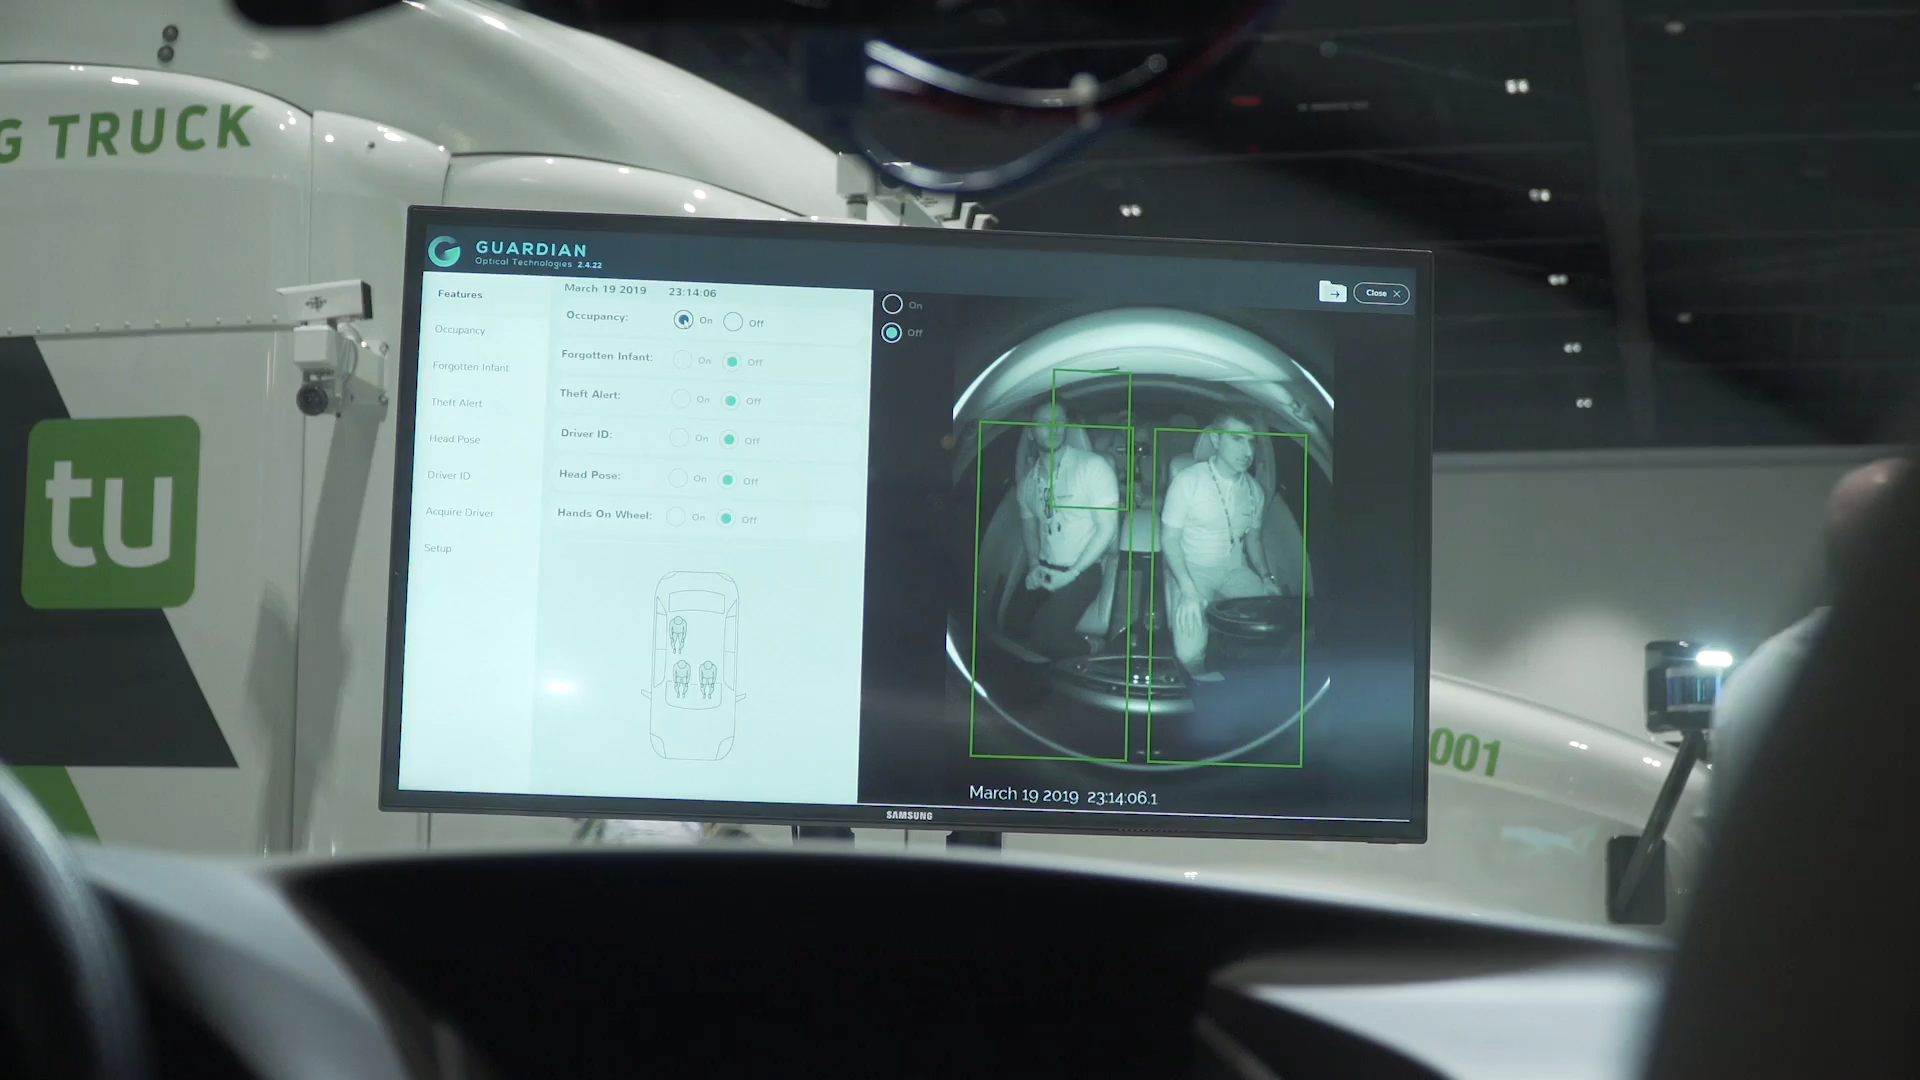 G TRUCK
tu
GUARDIAN
Optical Technologies 2.4.22
Close
Features
Occupancy
Forgotten Infant
Theft Alert
Head Pose
Driver ID
Acquire Driver
Setup
March 19 2019 23:14:06
Occupancy: On Off
Forgotten Infant: On Off
Theft Alert: On Off
Driver ID: On Off
Head Pose: On Off
Hands On Wheel: On Off
On
Off
March 19 2019 23:14:06.1
SAMSUNG
001